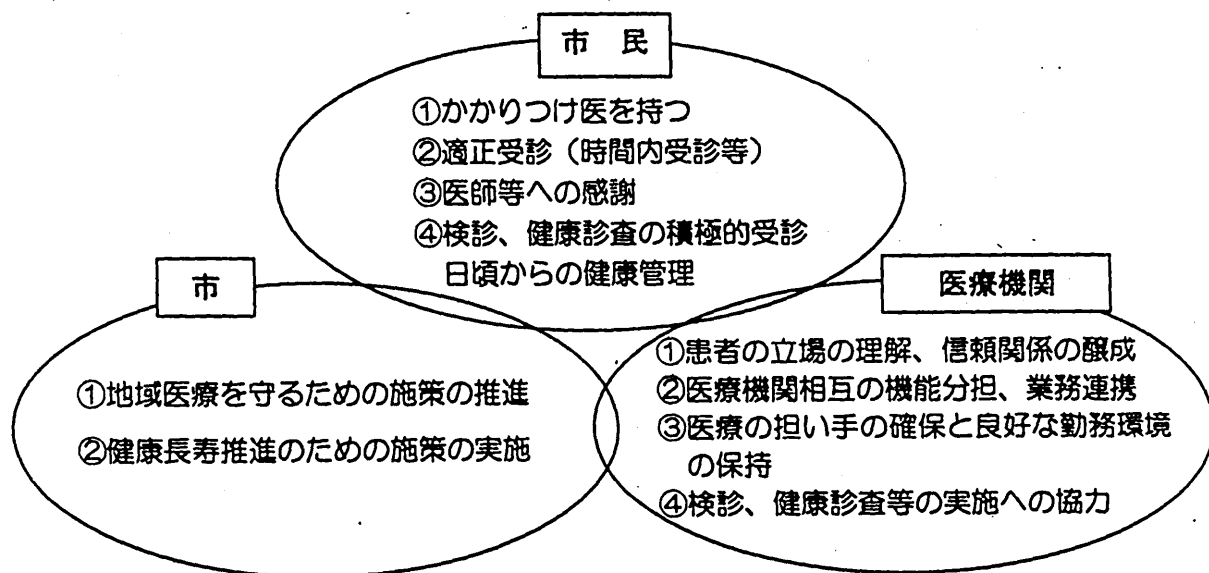 市 民
①かかりつけ医を持つ
②適正受診（時間内受診等）
③医師等への感謝
④検診、健康診査の積極的受診
日頃からの健康管理
市
①地域医療を守るための施策の推進
②健康長寿推進のための施策の実施
医療機関
①患者の立場の理解、信頼関係の醸成
②医療機関相互の機能分担、業務連携
③医療の担い手の確保と良好な勤務環境
の保持
④検診、健康診査等の実施への協力